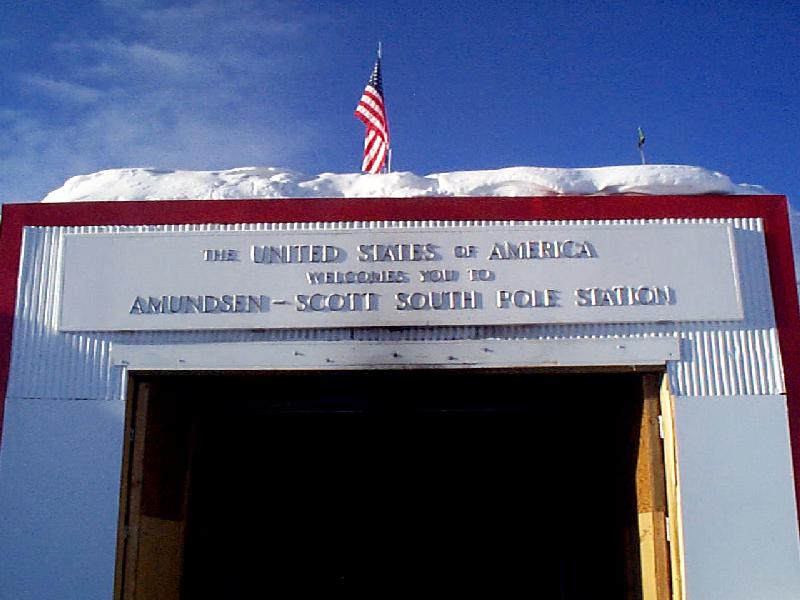 THE UNITED STATES OF AMERICA
WELCOMES YOU TO
AMUNDSEN – SCOTT SOUTH POLE STATION